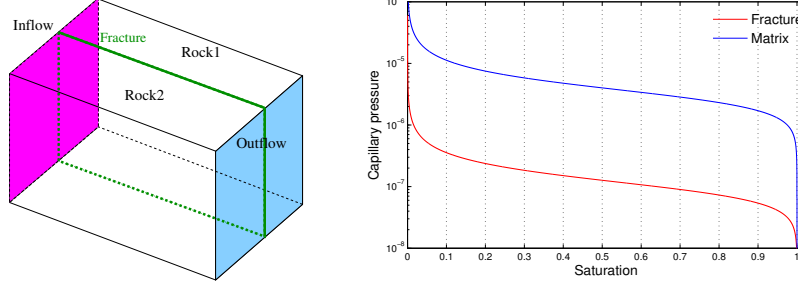 Inflow
Fracture
Rock1
Rock2
Outflow
Capillary pressure
10
10^-5
10^-6
10^-7
10^-8
Fracture
Matrix
0 0.1 0.2 0.3 0.4 0.5 0.6 0.7 0.8 0.9 1
Saturation